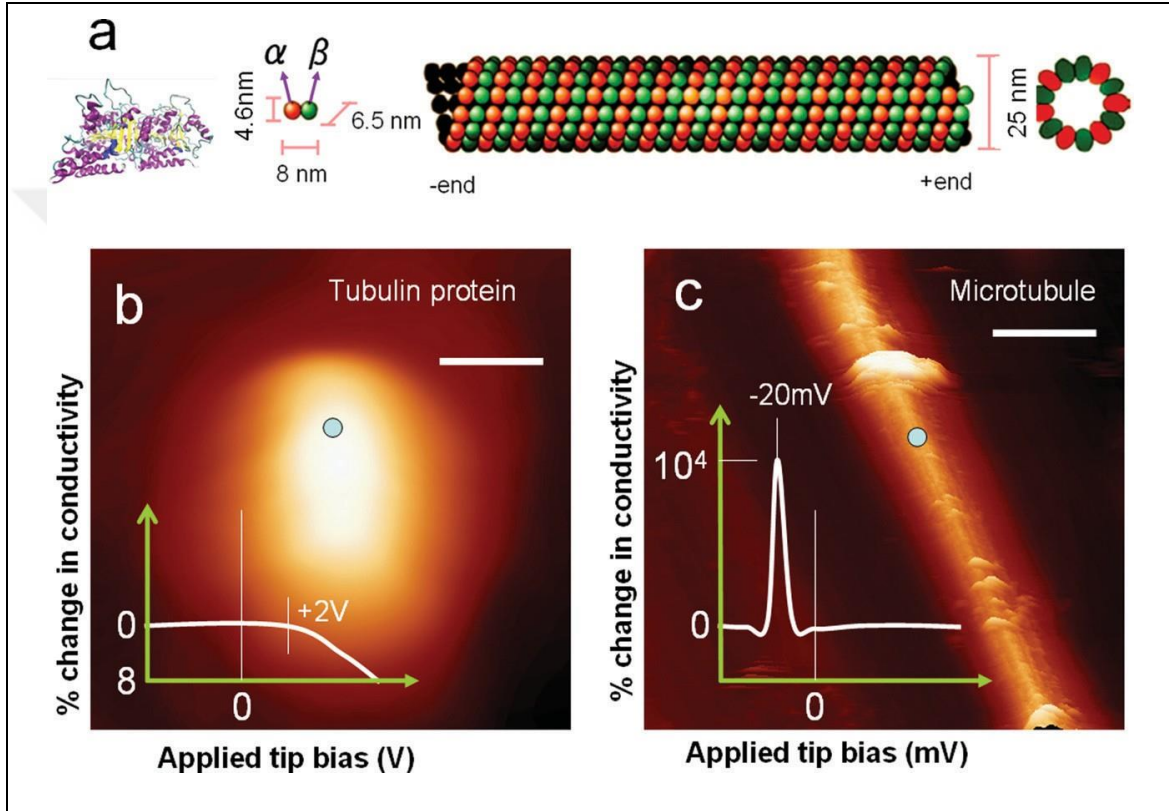 a
α β
4.6nm
6.5 nm
8 nm
-end
+end
25 nm
b
Tubulin protein
% change in conductivity
+2V
0
8
0
Applied tip bias (V)
c
Microtubule
% change in conductivity
-20mV
10⁴
0
0
Applied tip bias (mV)